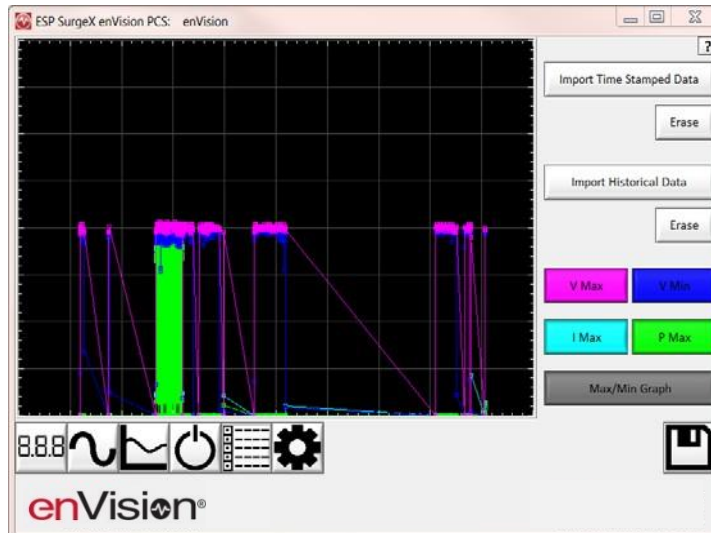 ESP SurgeX enVision PCS: enVision
?
Import Time Stamped Data
Erase
Import Historical Data
Erase
V Max
V Min
I Max
P Max
Max/Min Graph
8.8.8
enVision®